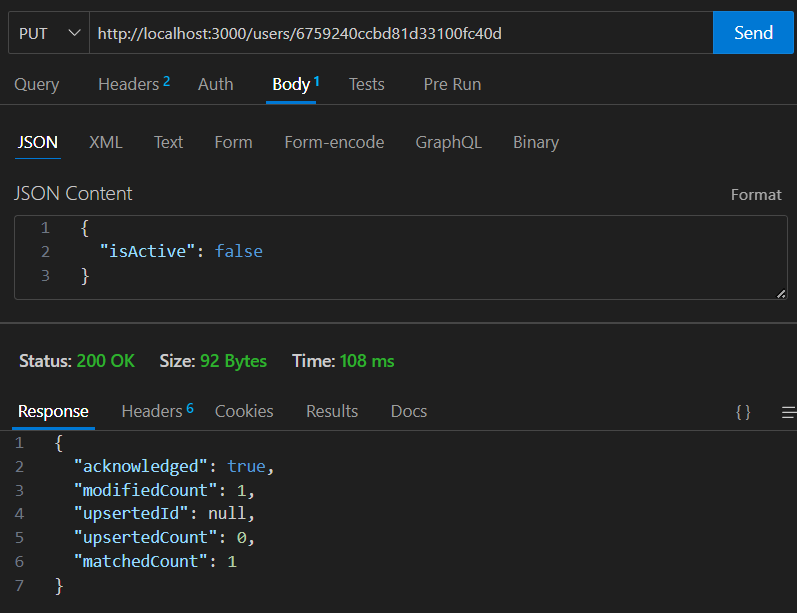 PUT http://localhost:3000/users/6759240ccbd81d33100fc40d Send
Query Headers 2 Auth Body 1 Tests Pre Run
JSON XML Text Form Form-encode GraphQL Binary
JSON Content Format
1 {
2 "isActive": false
3 }
Status: 200 OK Size: 92 Bytes Time: 108 ms
Response Headers 6 Cookies Results Docs { }
1 {
2 "acknowledged": true,
3 "modifiedCount": 1,
4 "upsertedId": null,
5 "upsertedCount": 0,
6 "matchedCount": 1
7 }